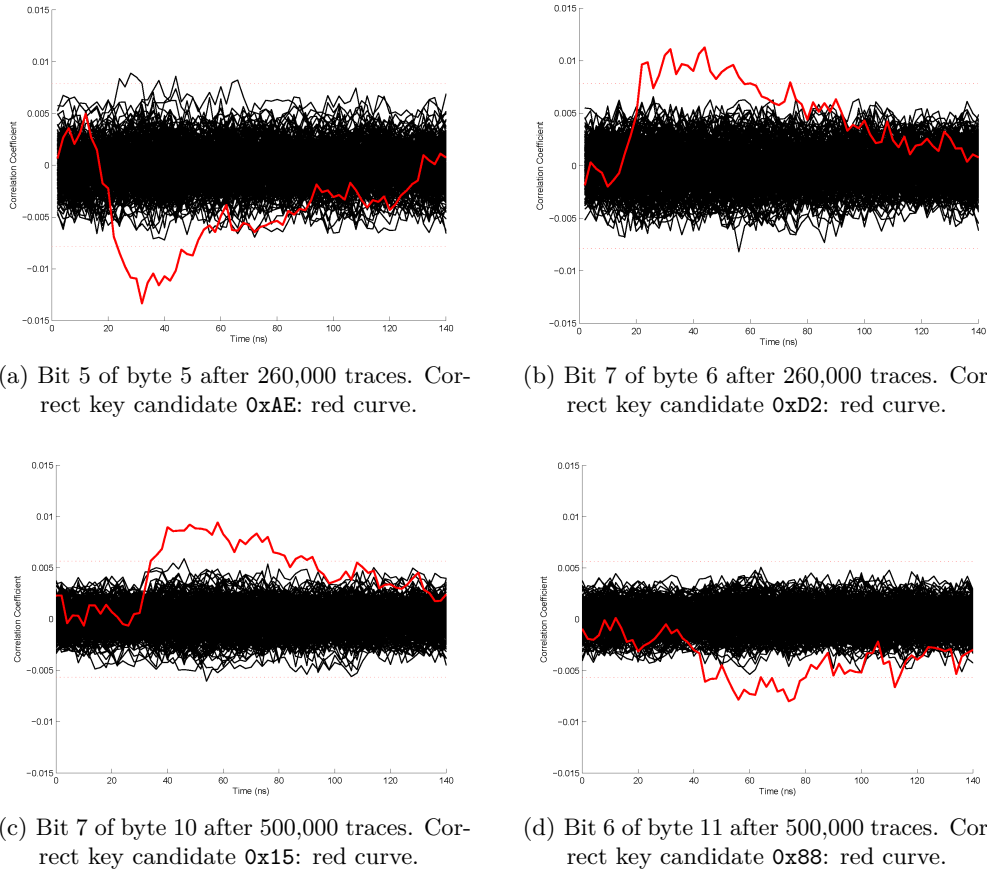 0.015
0.01
0.005
0
−0.005
−0.01
−0.015
Correlation Coefficient
0 20 40 60 80 100 120 140
Time (ns)
0.015
0.01
0.005
0
−0.005
−0.01
−0.015
Correlation Coefficient
0 20 40 60 80 100 120 140
Time (ns)
a) Bit 5 of byte 5 after 260,000 traces. Cor-
rect key candidate 0xAE: red curve.
(b) Bit 7 of byte 6 after 260,000 traces. Cor
rect key candidate 0xD2: red curve.
0.015
0.01
0.005
0
−0.005
−0.01
−0.015
Correlation Coefficient
0 20 40 60 80 100 120 140
Time (ns)
0.015
0.01
0.005
0
−0.005
−0.01
−0.015
Correlation Coefficient
0 20 40 60 80 100 120 140
Time (ns)
c) Bit 7 of byte 10 after 500,000 traces. Cor-
rect key candidate 0x15: red curve.
(d) Bit 6 of byte 11 after 500,000 traces. Cor
rect key candidate 0x88: red curve.